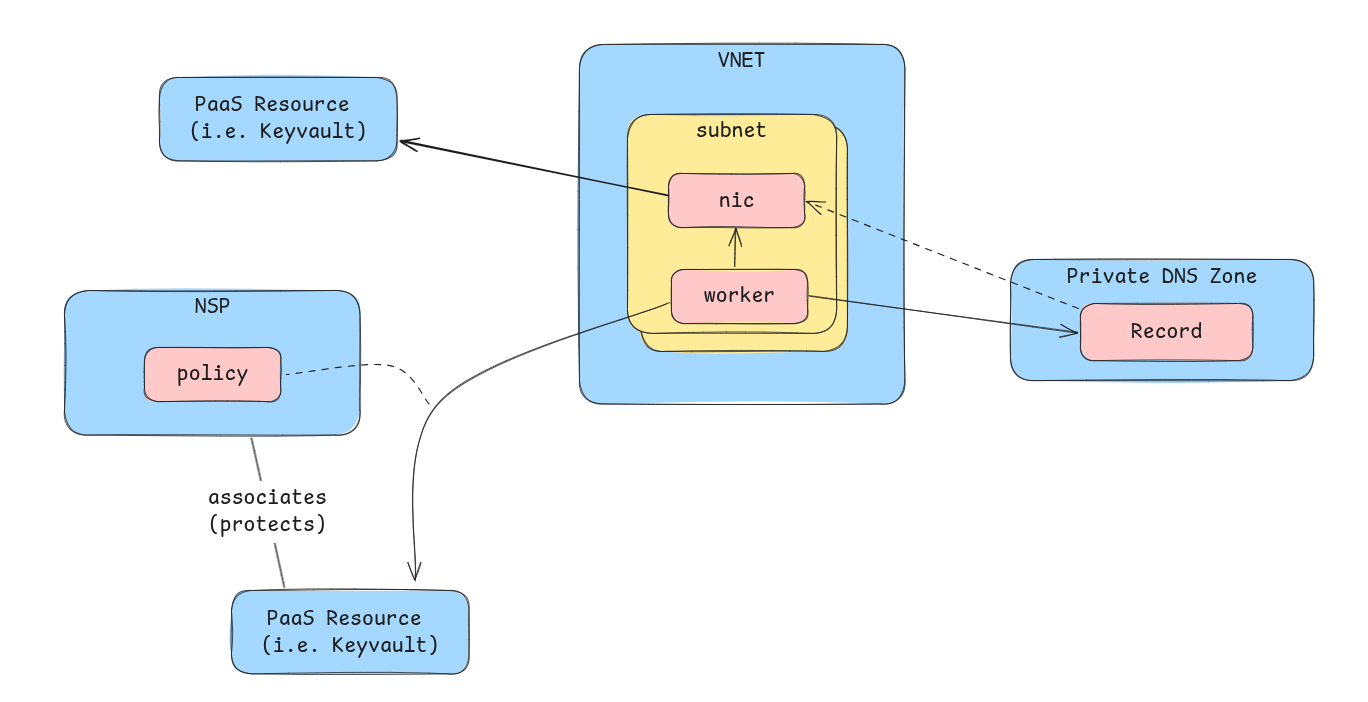 VNET
PaaS Resource
(i.e. Keyvault)
subnet
nic
Private DNS Zone
worker
NSP
Record
policy
associates
(protects)
PaaS Resource
(i.e. Keyvault)